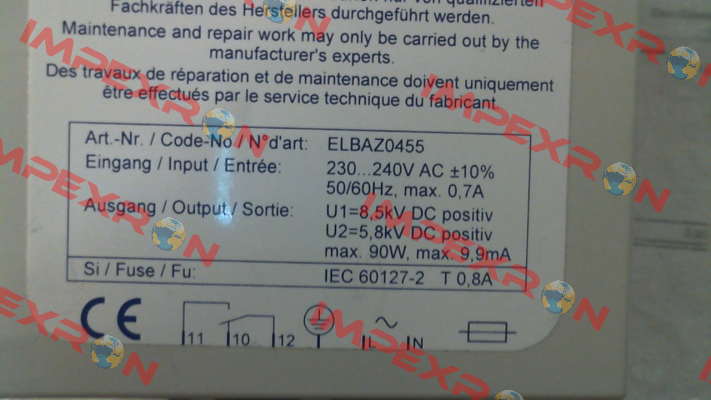 nur von qualifizierten
Fachkräften des Herstellers durchgeführt werden.
Maintenance and repair work may only be carried out by the
manufacturer's experts.
Des travaux de réparation et de maintenance doivent uniquement
être effectués par le service technique du fabricant.
Art.-Nr. / Code-No / N°d'art: ELBAZ0455
Eingang / Input / Entrée: 230...240V AC ±10%
50/60Hz, max. 0,7A
Ausgang / Output / Sortie: U1=8,5kV DC positiv
U2=5,8kV DC positiv
max. 90W, max. 9,9mA
Si / Fuse / Fu: IEC 60127-2 T 0,8A
CE
11 10 12 L N
IMPEXRON